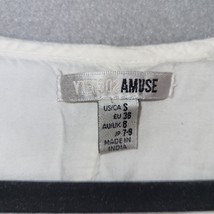 AMUSE
US/CA S
EU 36
AU/UK 8
JP 7-9
MADE IN
INDIA